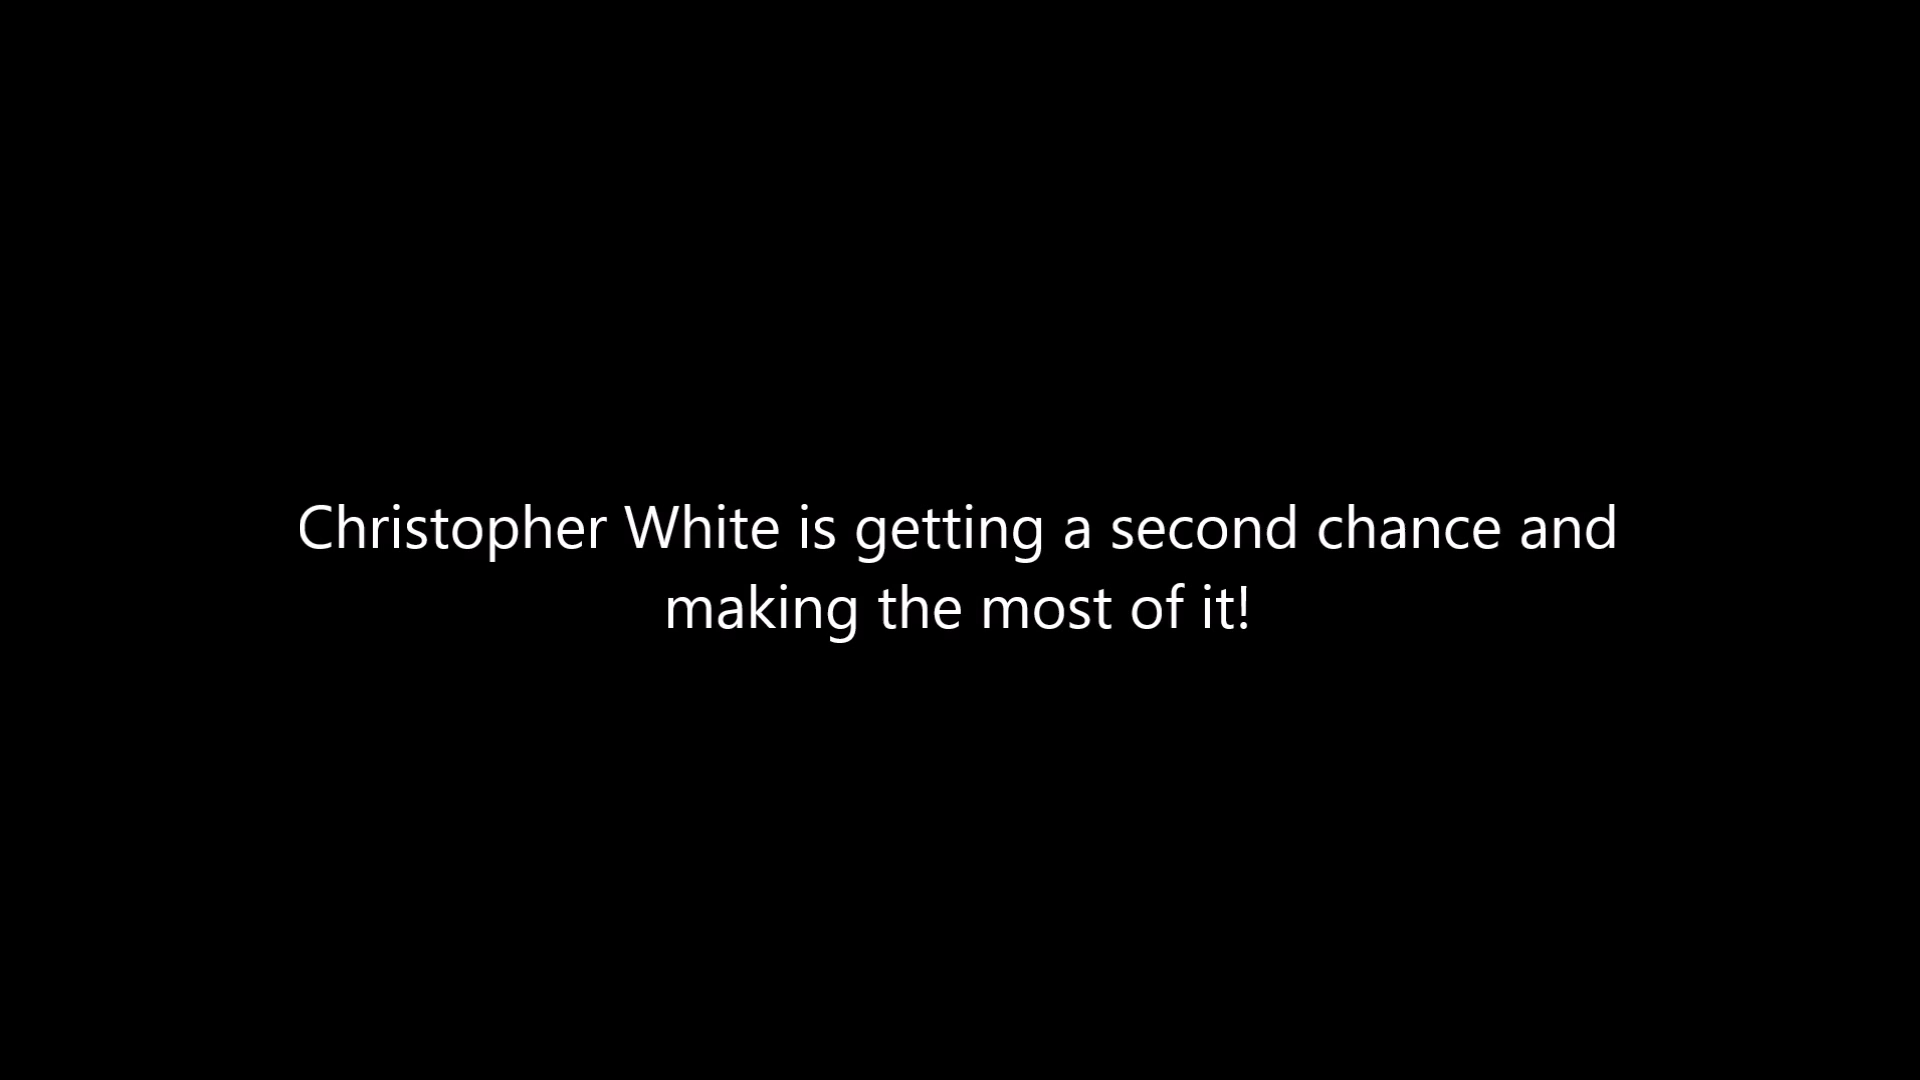 Christopher White is getting a second chance and
making the most of it!